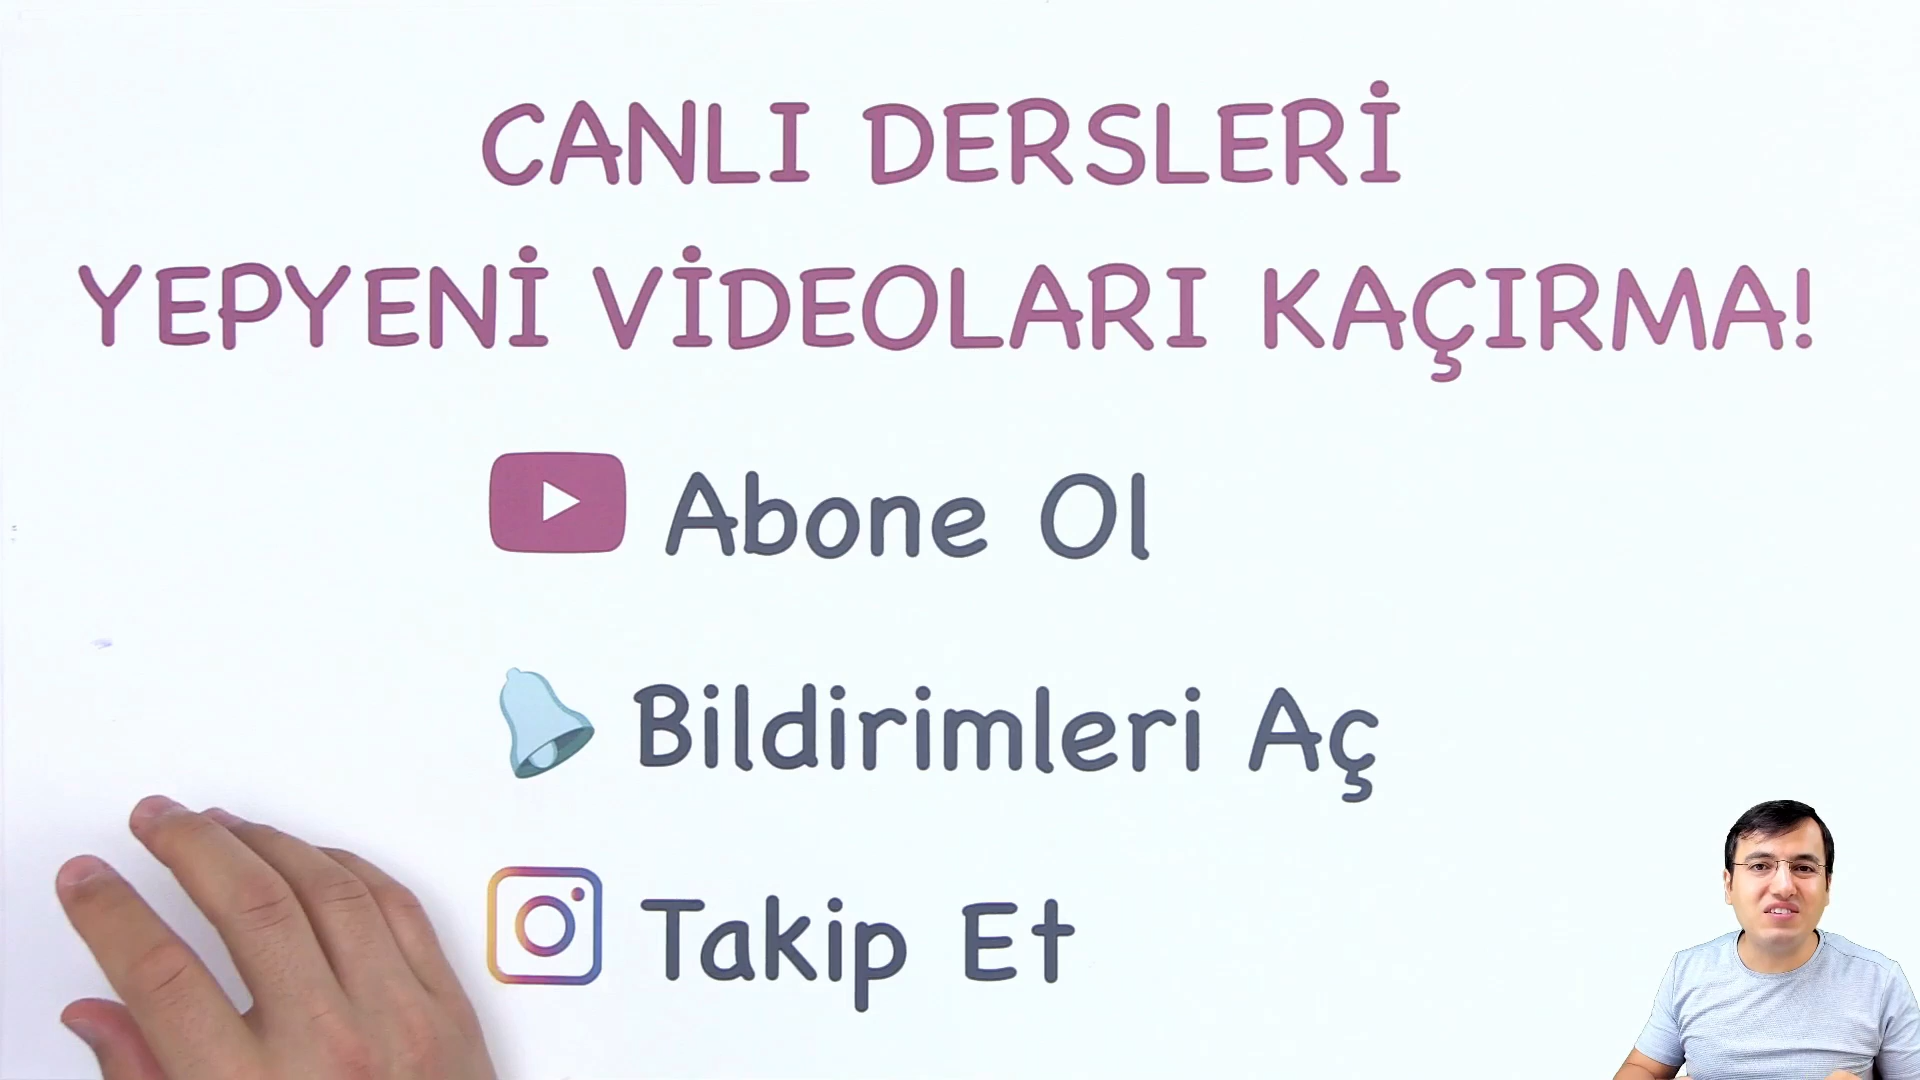 CANLI DERSLERİ
YEPYENİ VİDEOLARI KAÇIRMA!
Abone Ol
Bildirimleri Aç
Takip Et